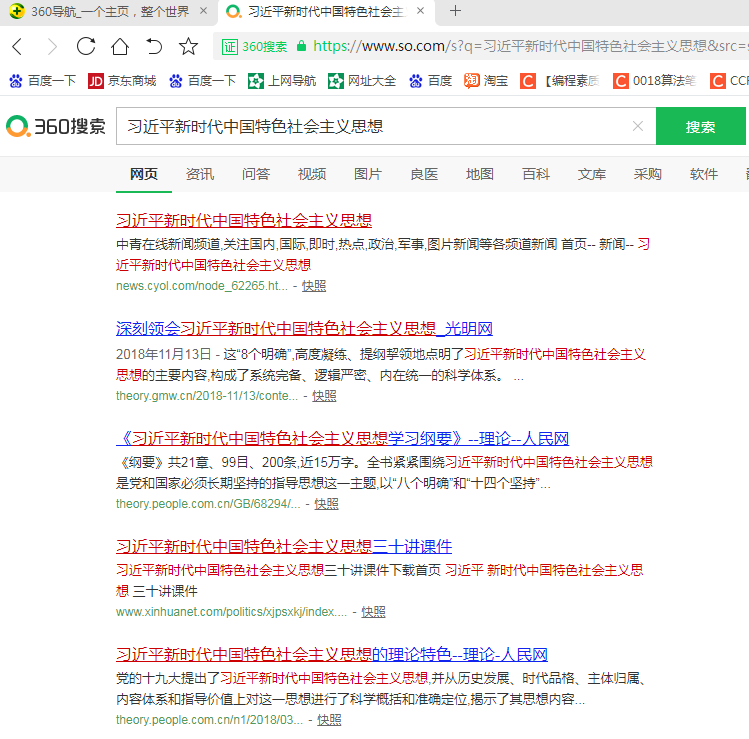 360导航_一个主页，整个世界 × 习近平新时代中国特色社会主 × +
证 360搜索 https://www.so.com/s?q=习近平新时代中国特色社会主义思想&src=s
百度一下 JD 京东商城 百度一下 上网导航 网址大全 百度 淘 淘宝 C 【编程素质 C 0018算法笔 C CCF
360搜索 习近平新时代中国特色社会主义思想 × 搜索
网页 资讯 问答 视频 图片 良医 地图 百科 文库 采购 软件
习近平新时代中国特色社会主义思想
中青在线新闻频道,关注国内,国际,即时,热点,政治,军事,图片新闻等各频道新闻 首页-- 新闻-- 习
近平新时代中国特色社会主义思想
news.cyol.com/node_62265.ht... - 快照
深刻领会习近平新时代中国特色社会主义思想_光明网
2018年11月13日 - 这“8个明确”,高度凝练、提纲挈领地点明了习近平新时代中国特色社会主义
思想的主要内容,构成了系统完备、逻辑严密、内在统一的科学体系。 ...
theory.gmw.cn/2018-11/13/conte... - 快照
《习近平新时代中国特色社会主义思想学习纲要》--理论--人民网
《纲要》共21章、99目、200条,近15万字。全书紧紧围绕习近平新时代中国特色社会主义思想
是党和国家必须长期坚持的指导思想这一主题,以“八个明确”和“十四个坚持”...
theory.people.com.cn/GB/68294/... - 快照
习近平新时代中国特色社会主义思想三十讲课件
习近平新时代中国特色社会主义思想三十讲课件下载首页 习近平 新时代中国特色社会主义思
想 三十讲课件
www.xinhuanet.com/politics/xjpsxkj/index.... - 快照
习近平新时代中国特色社会主义思想的理论特色--理论-人民网
党的十九大提出了习近平新时代中国特色社会主义思想,并从历史发展、时代品格、主体归属、
内容体系和指导价值上对这一思想进行了科学概括和准确定位,揭示了其思想内容...
theory.people.com.cn/n1/2018/03... - 快照